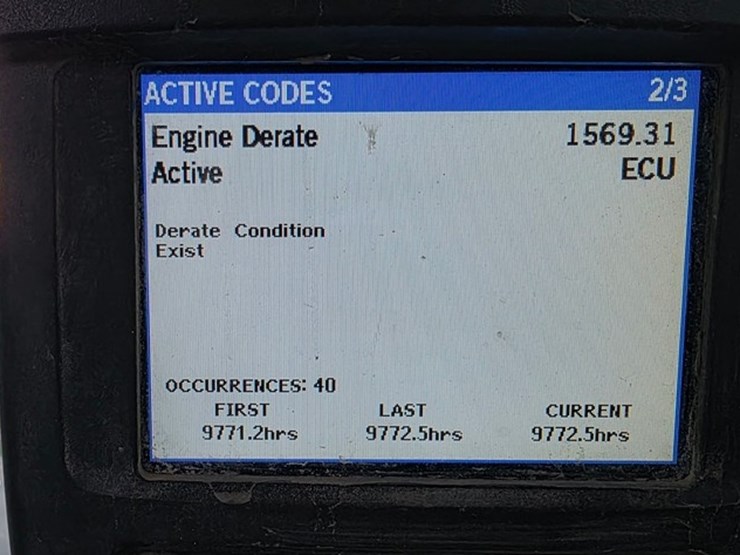 ACTIVE CODES 2/3
Engine Derate 1569.31
Active ECU
Derate Condition
Exist
OCCURRENCES: 40
FIRST LAST CURRENT
9771.2hrs 9772.5hrs 9772.5hrs